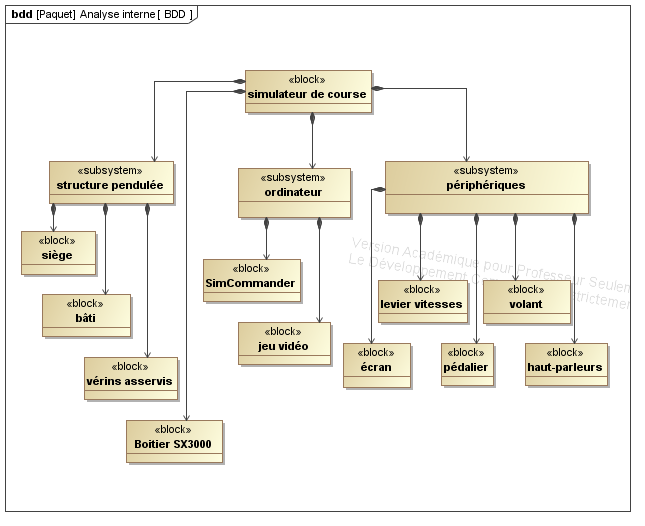 bdd [Paquet] Analyse interne [ BDD ]
«block»
simulateur de course
«subsystem»
structure pendulée
«subsystem»
ordinateur
«subsystem»
périphériques
«block»
siège
«block»
SimCommander
«block»
levier vitesses
«block»
volant
«block»
bâti
«block»
jeu vidéo
«block»
écran
«block»
pédalier
«block»
haut-parleurs
«block»
vérins asservis
«block»
Boitier SX3000
Version Académique pour Professeur Seulem
Le Développement